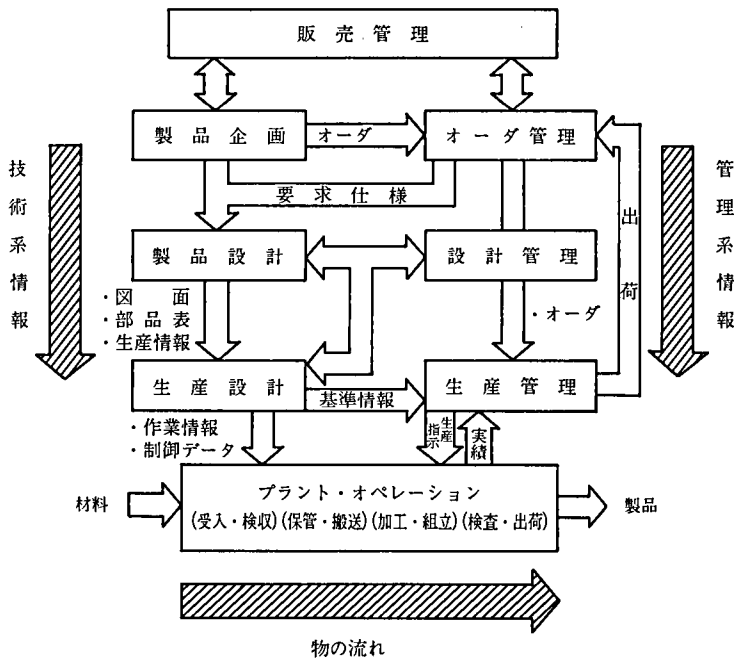 販売管理
製品企画
オーダ
オーダ管理
要求仕様
技術系情報
管理系情報
出荷
製品設計
設計管理
・図面
・部品表
・生産情報
・オーダ
生産設計
基準情報
生産管理
・作業情報
・制御データ
生産
指示
実績
材料
プラント・オペレーション
(受入・検収)(保管・搬送)(加工・組立)(検査・出荷)
製品
物の流れ